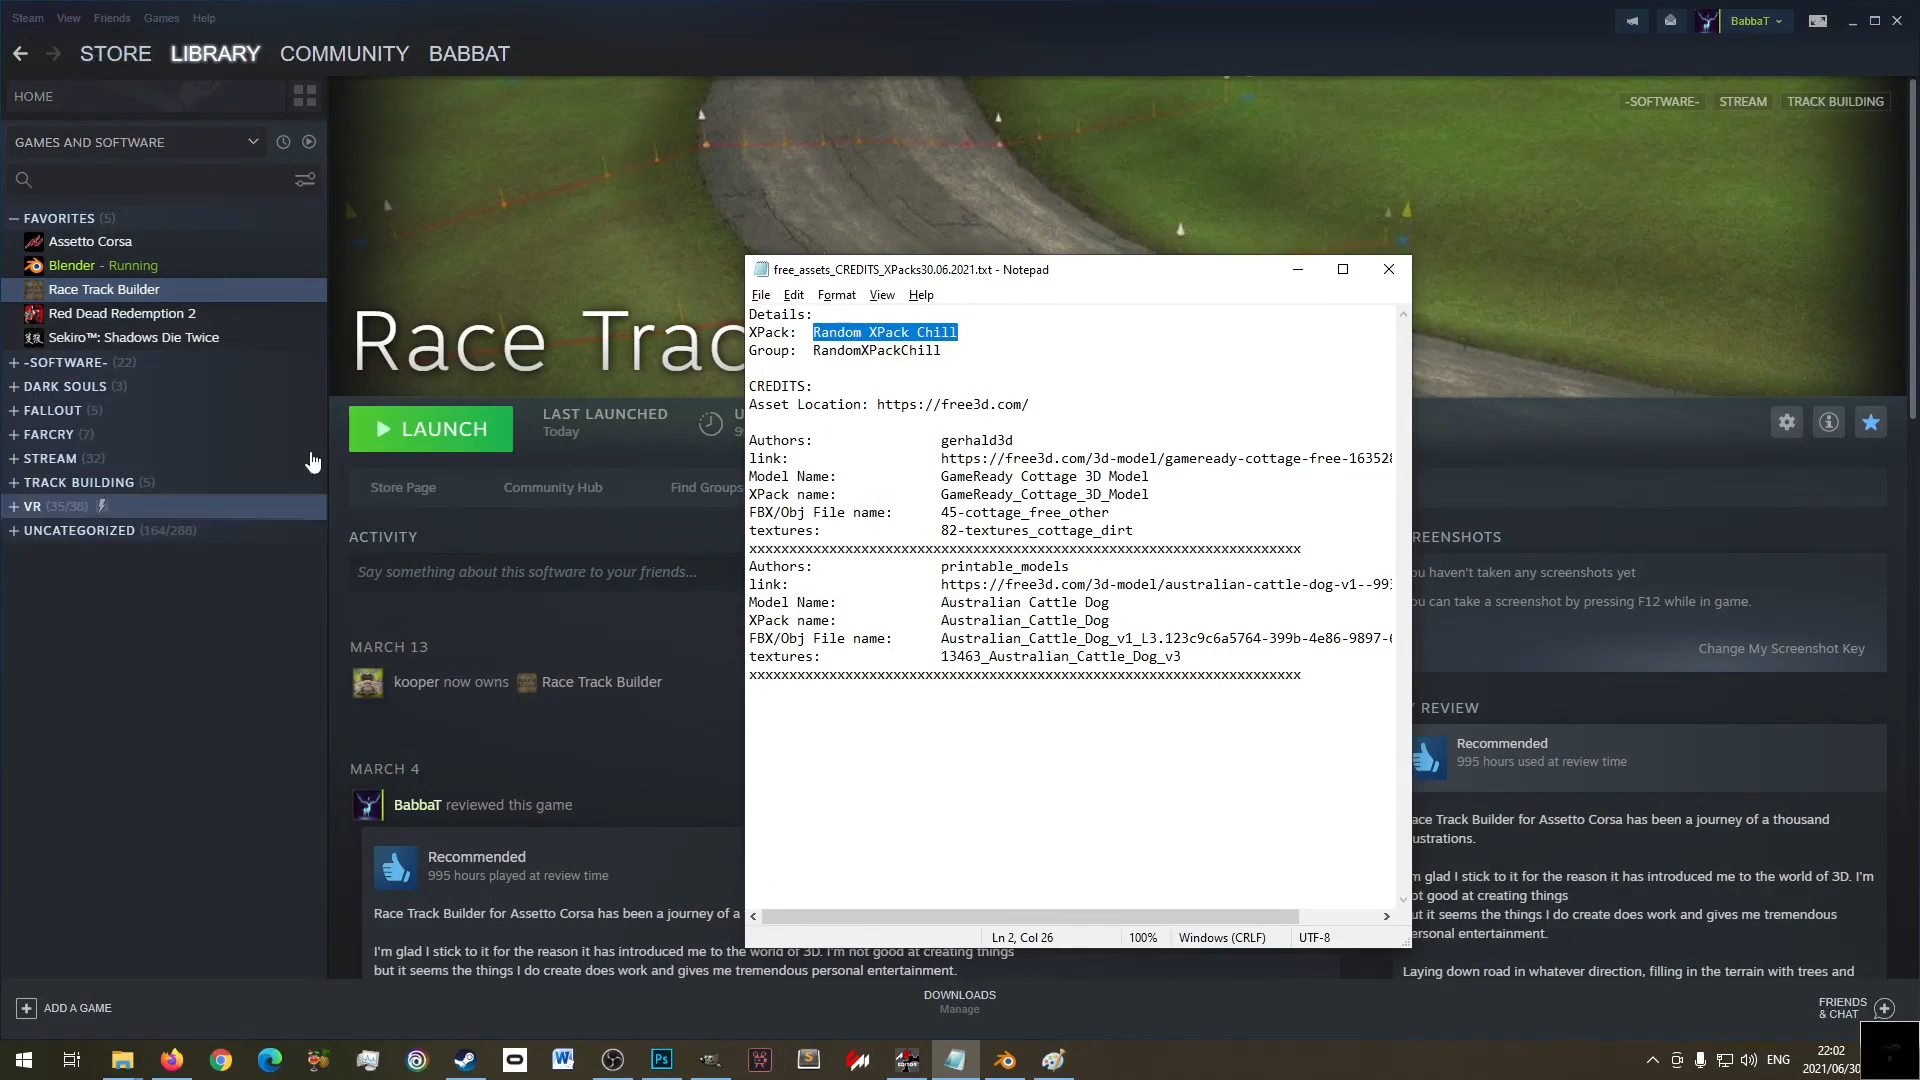 Steam View Friends Games Help
BabbaT
STORE LIBRARY COMMUNITY BABBAT
HOME
GAMES AND SOFTWARE
- FAVORITES (5)
Assetto Corsa
Blender - Running
Race Track Builder
Red Dead Redemption 2
Sekiro™: Shadows Die Twice
+ -SOFTWARE- (22)
+ DARK SOULS (3)
+ FALLOUT (5)
+ FARCRY (7)
+ STREAM (32)
+ TRACK BUILDING (5)
+ VR (35/38)
+ UNCATEGORIZED (164/288)
-SOFTWARE- STREAM TRACK BUILDING
Race Trac
LAUNCH
LAST LAUNCHED
Today
Store Page Community Hub Find Groups
ACTIVITY
Say something about this software to your friends...
MARCH 13
kooper now owns Race Track Builder
MARCH 4
BabbaT reviewed this game
Recommended
995 hours played at review time
Race Track Builder for Assetto Corsa has been a journey of a
I'm glad I stick to it for the reason it has introduced me to the world of 3D. I'm not good at creating things
but it seems the things I do create does work and gives me tremendous personal entertainment.
free_assets_CREDITS_XPacks30.06.2021.txt - Notepad
File Edit Format View Help
Details:
XPack: Random XPack Chill
Group: RandomXPackChill
CREDITS:
Asset Location: https://free3d.com/
Authors: gerhald3d
link: https://free3d.com/3d-model/gameready-cottage-free-163528
Model Name: GameReady Cottage 3D Model
XPack name: GameReady_Cottage_3D_Model
FBX/Obj File name: 45-cottage_free_other
textures: 82-textures_cottage_dirt
xxxxxxxxxxxxxxxxxxxxxxxxxxxxxxxxxxxxxxxxxxxxxxxxxxxxxxxxxxxxxxxxxxxxx
Authors: printable_models
link: https://free3d.com/3d-model/australian-cattle-dog-v1--993
Model Name: Australian Cattle Dog
XPack name: Australian_Cattle_Dog
FBX/Obj File name: Australian_Cattle_Dog_v1_L3.123c9c6a5764-399b-4e86-9897-6
textures: 13463_Australian_Cattle_Dog_v3
xxxxxxxxxxxxxxxxxxxxxxxxxxxxxxxxxxxxxxxxxxxxxxxxxxxxxxxxxxxxxxxxxxxxx
Ln 2, Col 26 100% Windows (CRLF) UTF-8
REENSHOTS
ou haven't taken any screenshots yet
ou can take a screenshot by pressing F12 while in game.
Change My Screenshot Key
REVIEW
Recommended
995 hours used at review time
ace Track Builder for Assetto Corsa has been a journey of a thousand
ustrations.
m glad I stick to it for the reason it has introduced me to the world of 3D. I'm
ot good at creating things
ut it seems the things I do create does work and gives me tremendous
ersonal entertainment.
Laying down road in whatever direction, filling in the terrain with trees and
ADD A GAME
DOWNLOADS
Manage
FRIENDS
& CHAT
ENG
22:02
2021/06/30